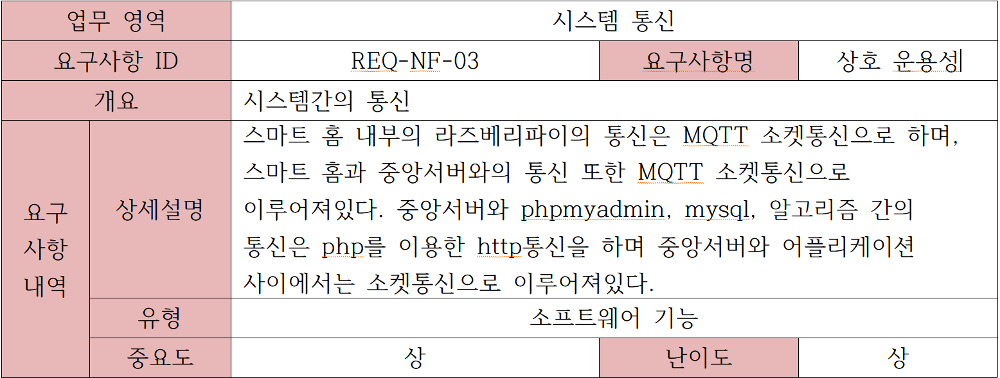 업무 영역 시스템 통신
요구사항 ID REQ-NF-03 요구사항명 상호 운용성
개요 시스템간의 통신
요구
사항
내역
상세설명
스마트 홈 내부의 라즈베리파이의 통신은 MQTT 소켓통신으로 하며,
스마트 홈과 중앙서버와의 통신 또한 MQTT 소켓통신으로
이루어져있다. 중앙서버와 phpmyadmin, mysql, 알고리즘 간의
통신은 php를 이용한 http통신을 하며 중앙서버와 어플리케이션
사이에서는 소켓통신으로 이루어져있다.
유형 소프트웨어 기능
중요도 상 난이도 상